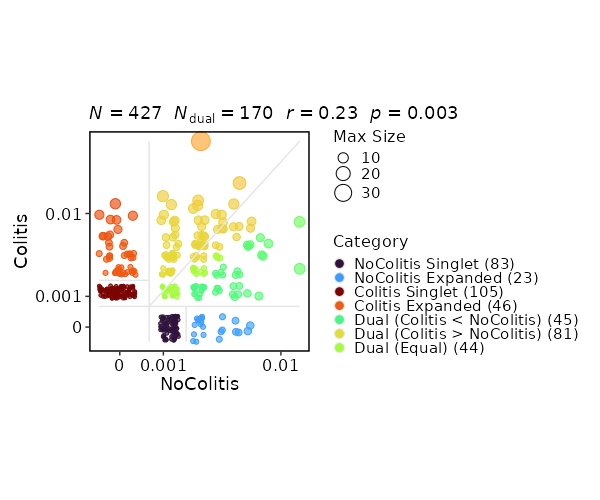 N = 427 Ndual = 170 r = 0.23 p = 0.003
Max Size
10
20
30
Category
NoColitis Singlet (83)
NoColitis Expanded (23)
Colitis Singlet (105)
Colitis Expanded (46)
Dual (Colitis < NoColitis) (45)
Dual (Colitis > NoColitis) (81)
Dual (Equal) (44)
Colitis
0.01
0.001
0
0 0.001 0.01
NoColitis